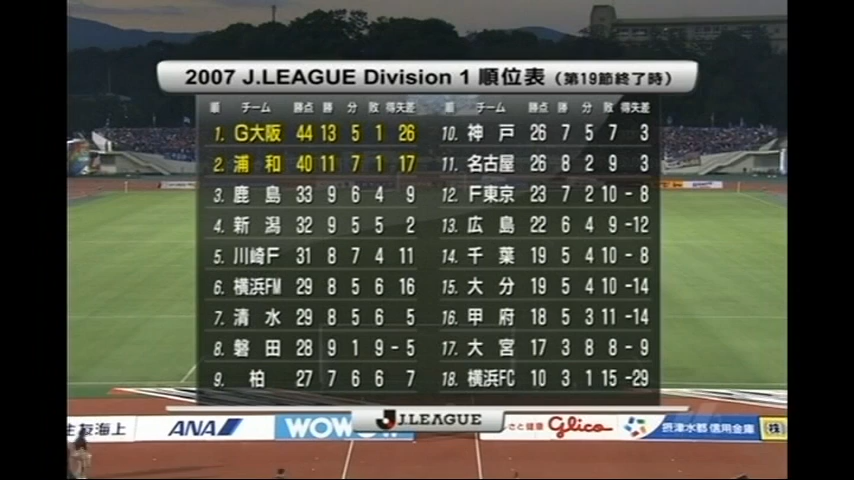 2007 J.LEAGUE Division 1 順位表 (第19節終了時)
順 チーム 勝点 勝 分 敗 得失差
1. G大阪 44 13 5 1 26
2. 浦和 40 11 7 1 17
3. 鹿島 33 9 6 4 9
4. 新潟 32 9 5 5 2
5. 川崎F 31 8 7 4 11
6. 横浜FM 29 8 5 6 16
7. 清水 29 8 5 6 5
8. 磐田 28 9 1 9 -5
9. 柏 27 7 6 6 7
順 チーム 勝点 勝 分 敗 得失差
10. 神戸 26 7 5 7 3
11. 名古屋 26 8 2 9 3
12. F東京 23 7 2 10 -8
13. 広島 22 6 4 9 -12
14. 千葉 19 5 4 10 -8
15. 大分 19 5 4 10 -14
16. 甲府 18 5 3 11 -14
17. 大宮 17 3 8 8 -9
18. 横浜FC 10 3 1 15 -29
J.LEAGUE
海上
ANA
WOWOW
と健康
Glico
摂津水都信用金庫
(株)